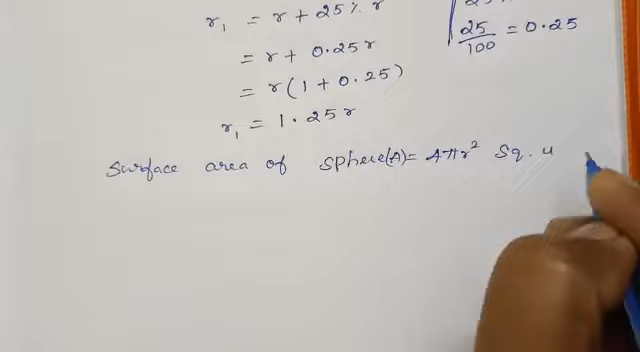 r₁ = r + 25% r
= r + 0.25r
= r(1 + 0.25)
r₁ = 1.25r
25%
25/100 = 0.25
Surface area of Sphere(A)= 4πr² Sq. u